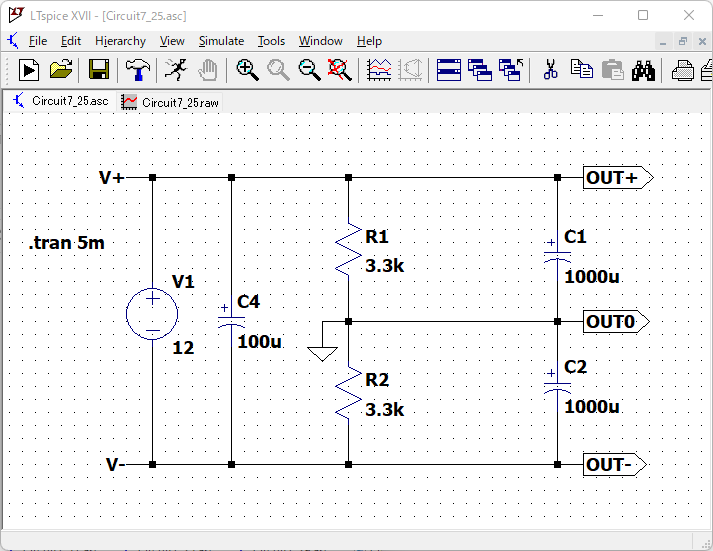 LTspice XVII - [Circuit7_25.asc]
File Edit Hierarchy View Simulate Tools Window Help
Circuit7_25.asc Circuit7_25.raw
V+ OUT+
.tran 5m
R1 C1
3.3k 1000u
V1
C4
12 100u
OUT0
R2 C2
3.3k 1000u
V- OUT-